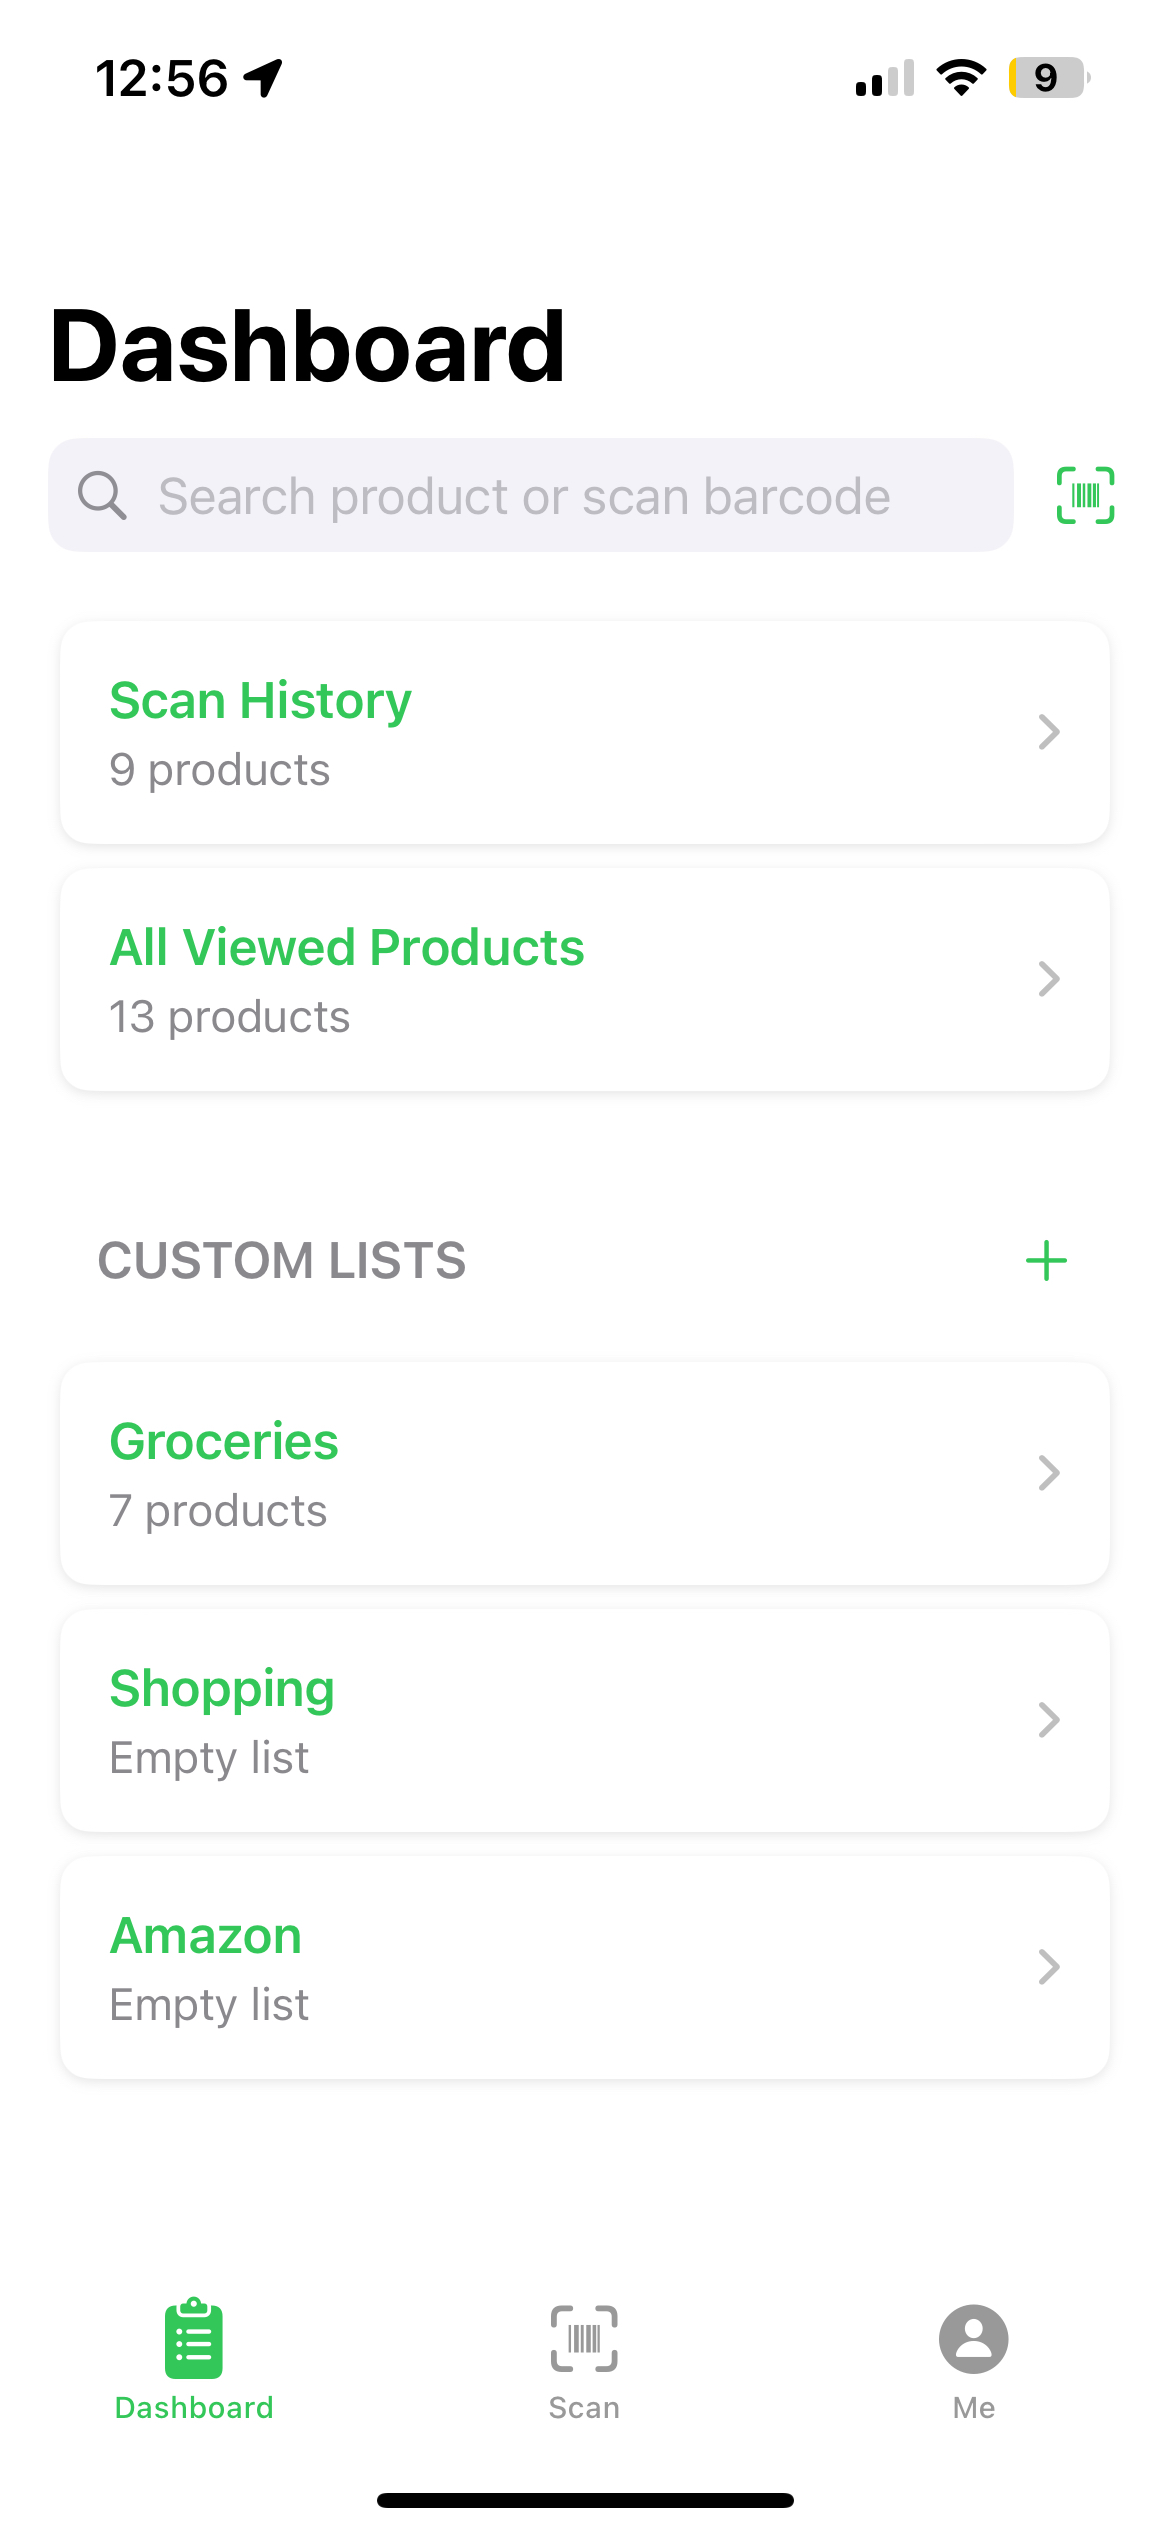 12:56
9
Dashboard
Search product or scan barcode
Scan History
9 products
All Viewed Products
13 products
CUSTOM LISTS
Groceries
7 products
Shopping
Empty list
Amazon
Empty list
Dashboard
Scan
Me